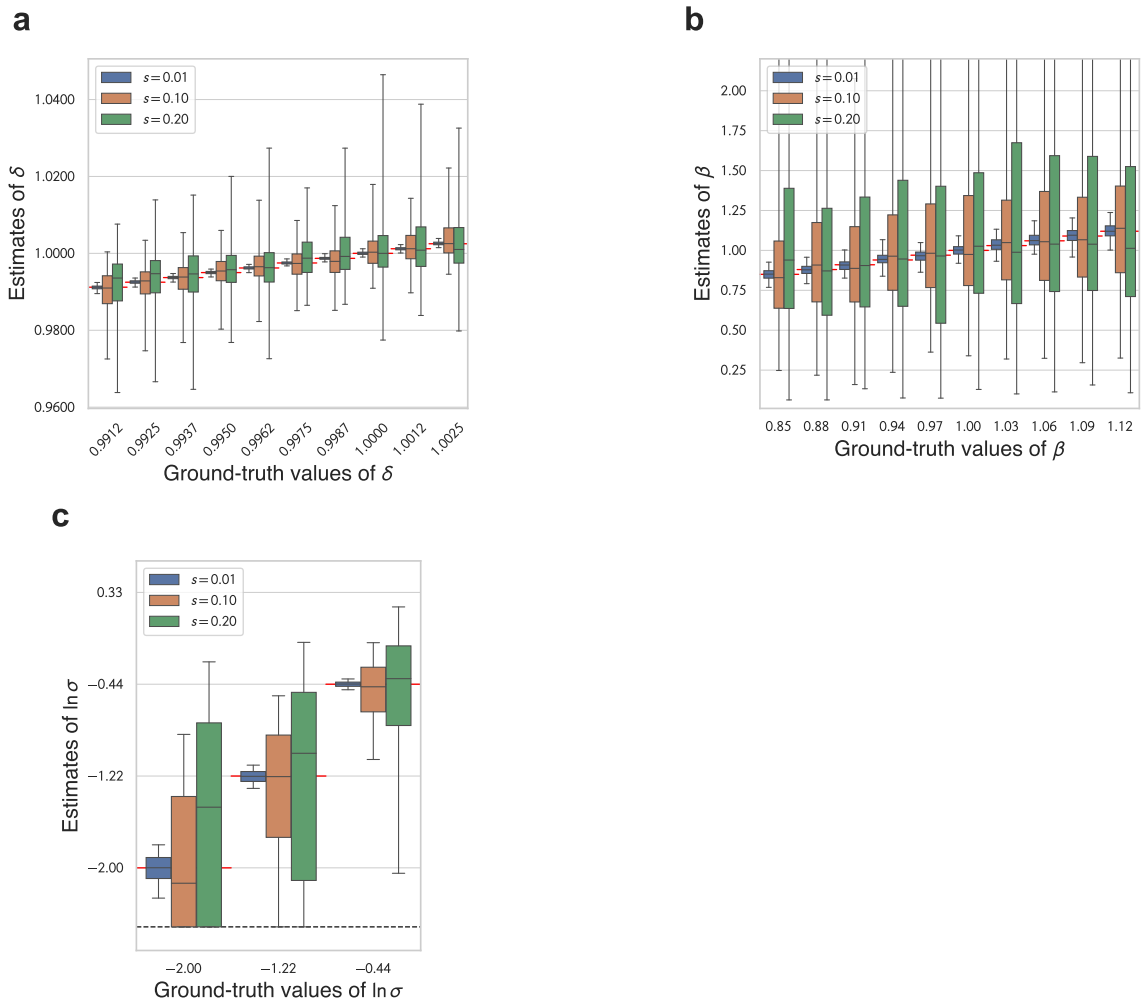 a
s = 0.01
s = 0.10
s = 0.20
1.0400
1.0200
1.0000
0.9800
0.9600
Estimates of δ
0.9912 0.9925 0.9937 0.9950 0.9962 0.9975 0.9987 1.0000 1.0012 1.0025
Ground-truth values of δ
b
s = 0.01
s = 0.10
s = 0.20
2.00
1.75
1.50
1.25
1.00
0.75
0.50
0.25
Estimates of β
0.85 0.88 0.91 0.94 0.97 1.00 1.03 1.06 1.09 1.12
Ground-truth values of β
c
s = 0.01
s = 0.10
s = 0.20
0.33
−0.44
−1.22
−2.00
Estimates of ln σ
−2.00 −1.22 −0.44
Ground-truth values of ln σ